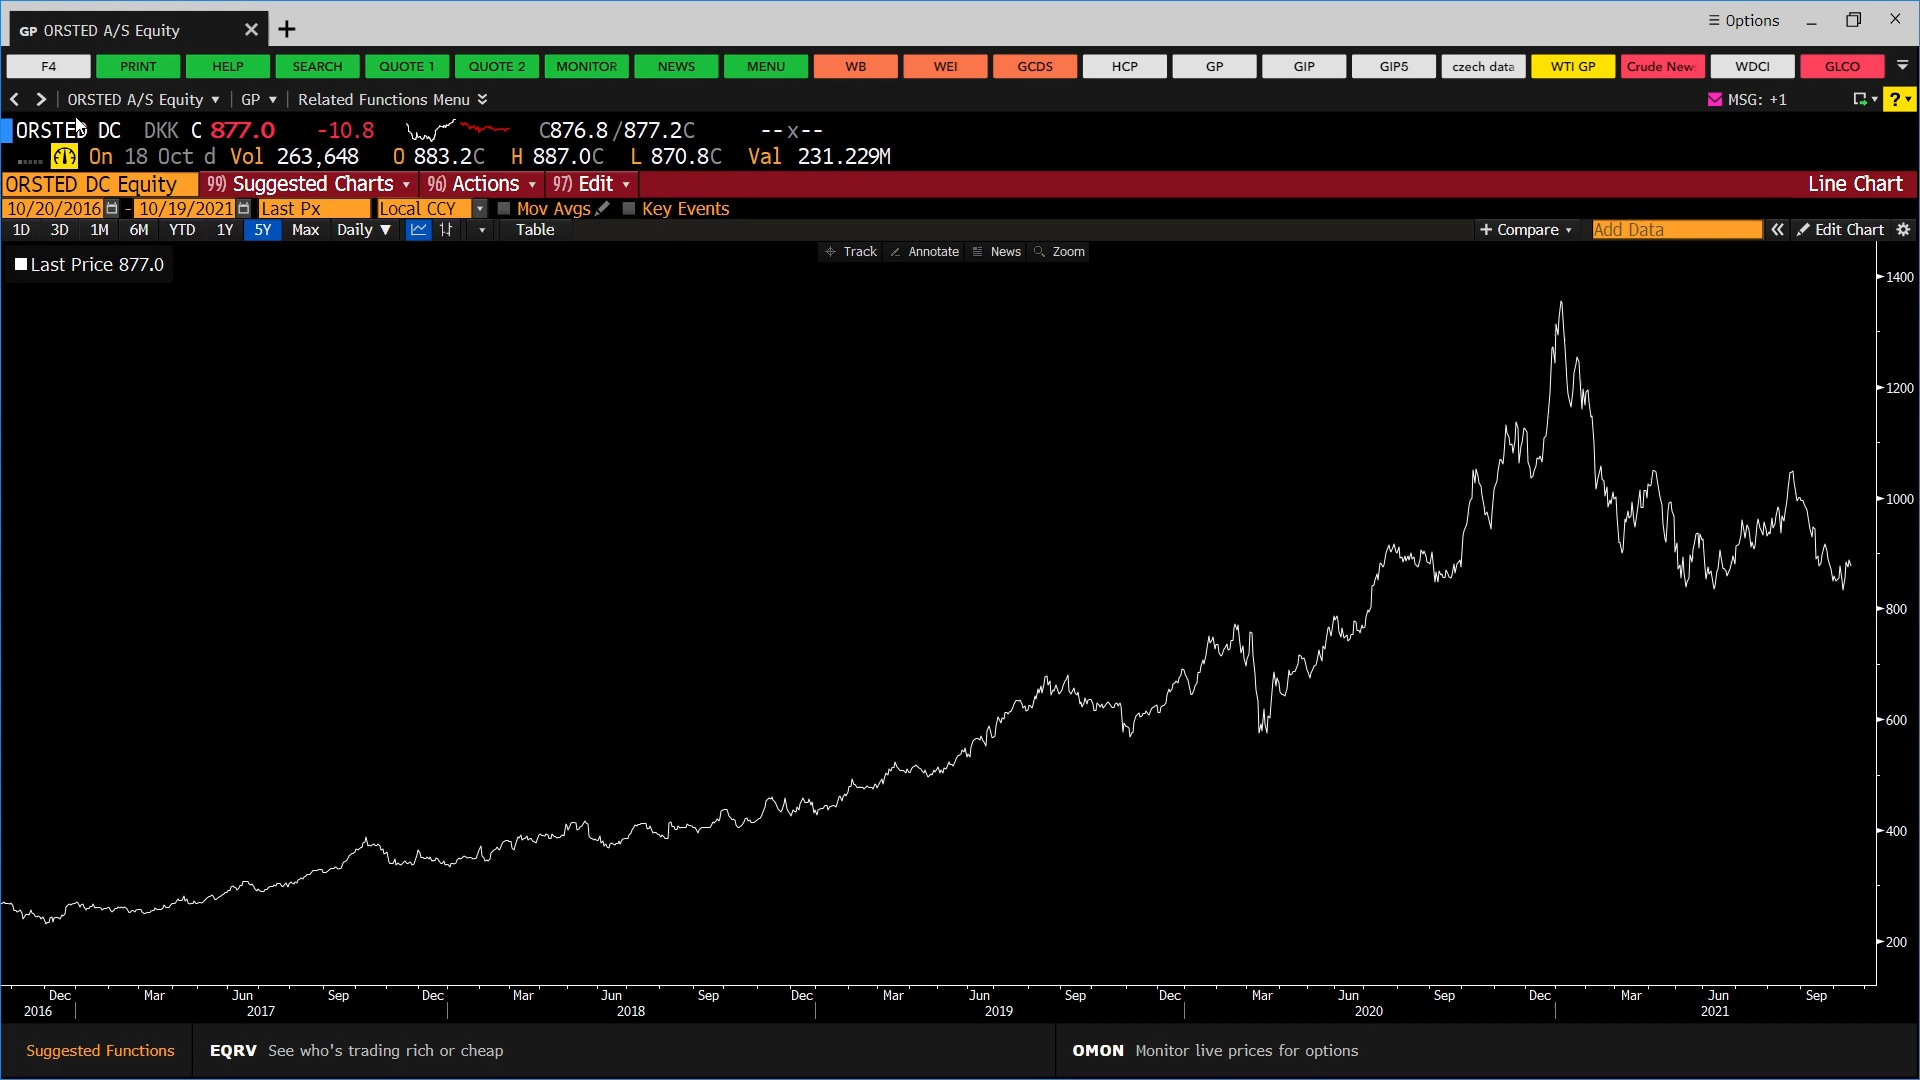 GP ORSTED A/S Equity
Options
F4 PRINT HELP SEARCH QUOTE 1 QUOTE 2 MONITOR NEWS MENU WB WEI GCDS HCP GP GIP GIP5 czech data WTI GP Crude New WDCI GLCO
ORSTED A/S Equity GP Related Functions Menu MSG: +1 ?
ORSTED DC DKK C 877.0 -10.8 C876.8/877.2C --x--
On 18 Oct d Vol 263,648 O 883.2C H 887.0C L 870.8C Val 231.229M
ORSTED DC Equity 99) Suggested Charts 96) Actions 97) Edit Line Chart
10/20/2016 - 10/19/2021 Last Px Local CCY Mov Avgs Key Events
1D 3D 1M 6M YTD 1Y 5Y Max Daily Table + Compare Add Data Edit Chart
Track Annotate News Zoom
Last Price 877.0
1400
1200
1000
800
600
400
200
Dec Mar Jun Sep Dec Mar Jun Sep Dec Mar Jun Sep Dec Mar Jun Sep Dec Mar Jun Sep
2016 2017 2018 2019 2020 2021
Suggested Functions EQRV See who's trading rich or cheap OMON Monitor live prices for options